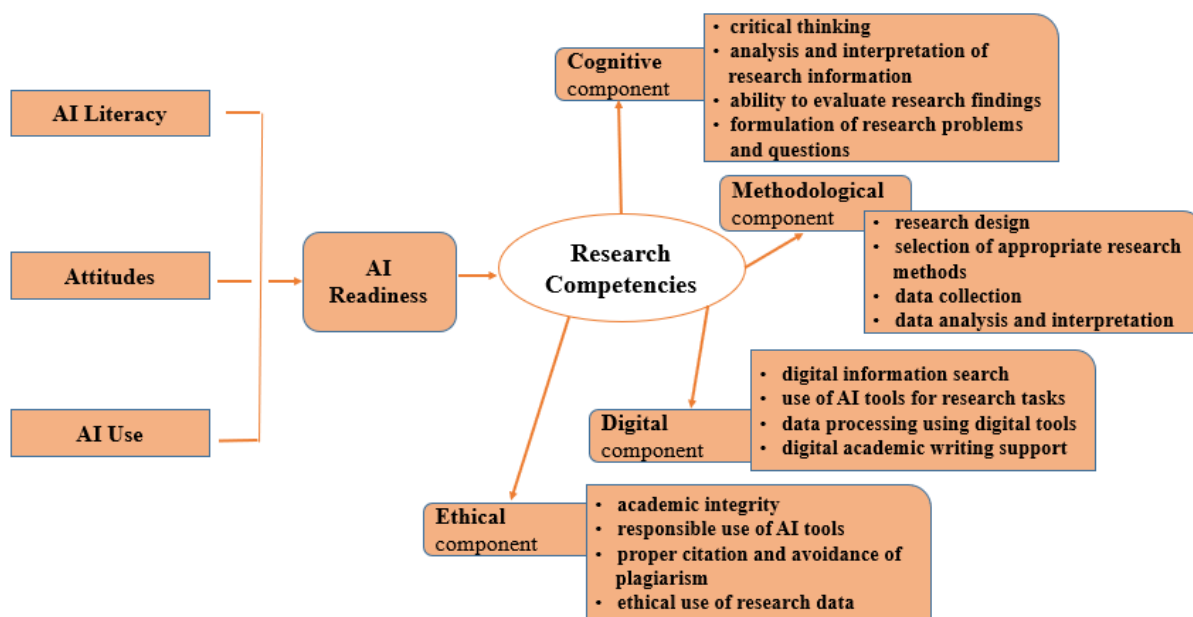 AI Literacy
Attitudes
AI Use
AI
Readiness
Research
Competencies
Cognitive
component
• critical thinking
• analysis and interpretation of
research information
• ability to evaluate research findings
• formulation of research problems
and questions
Methodological
component
• research design
• selection of appropriate research
methods
• data collection
• data analysis and interpretation
Digital
component
• digital information search
• use of AI tools for research tasks
• data processing using digital tools
• digital academic writing support
Ethical
component
• academic integrity
• responsible use of AI tools
• proper citation and avoidance of
plagiarism
• ethical use of research data